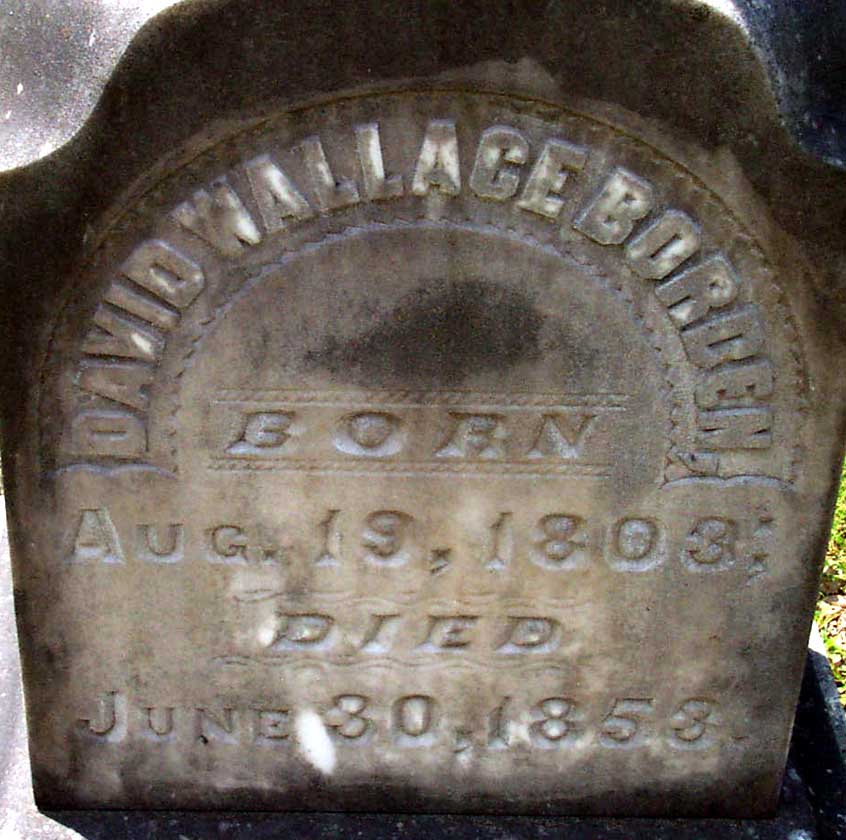 DAVID WALLACE BORDEN,
BORN
AUG. 19, 1803;
DIED
JUNE 30, 1853.